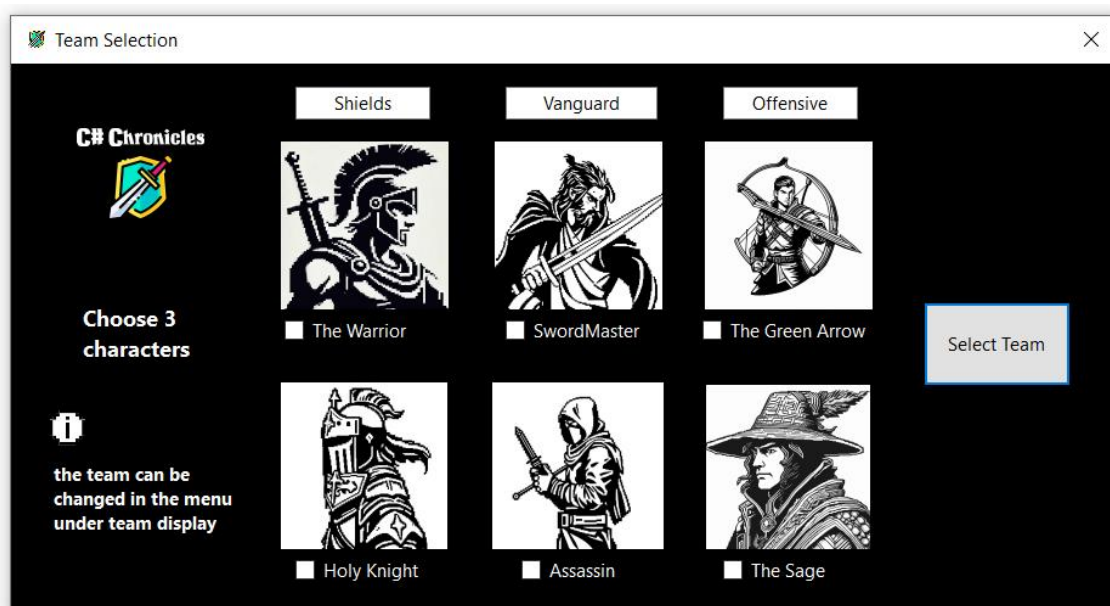 Team Selection
Shields
Vanguard
Offensive
C# Chronicles
Choose 3
characters
The Warrior
SwordMaster
The Green Arrow
Select Team
the team can be
changed in the menu
under team display
Holy Knight
Assassin
The Sage